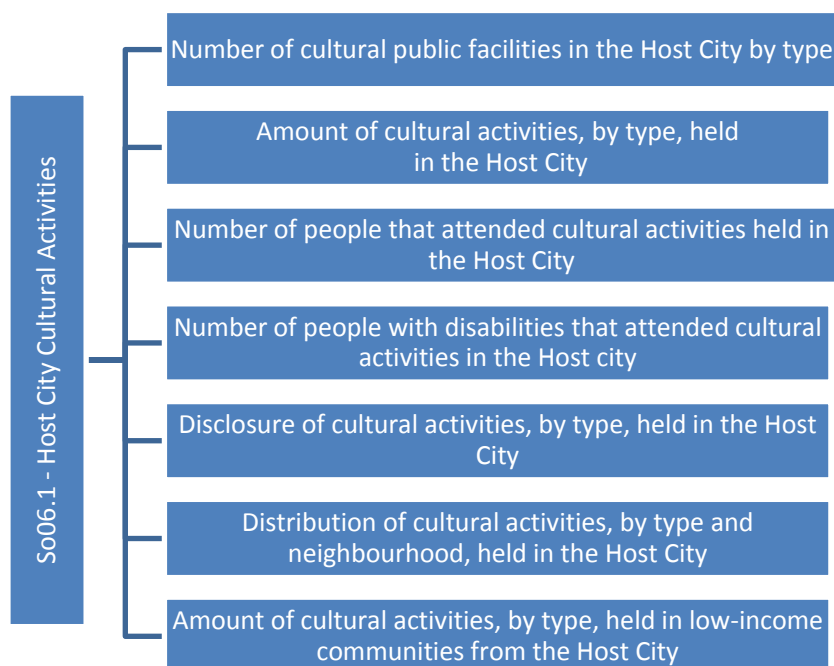 So06.1 - Host City Cultural Activities
Number of cultural public facilities in the Host City by type
Amount of cultural activities, by type, held
in the Host City
Number of people that attended cultural activities held in
the Host City
Number of people with disabilities that attended cultural
activities in the Host city
Disclosure of cultural activities, by type, held in the Host
City
Distribution of cultural activities, by type and
neighbourhood, held in the Host City
Amount of cultural activities, by type, held in low-income
communities from the Host City